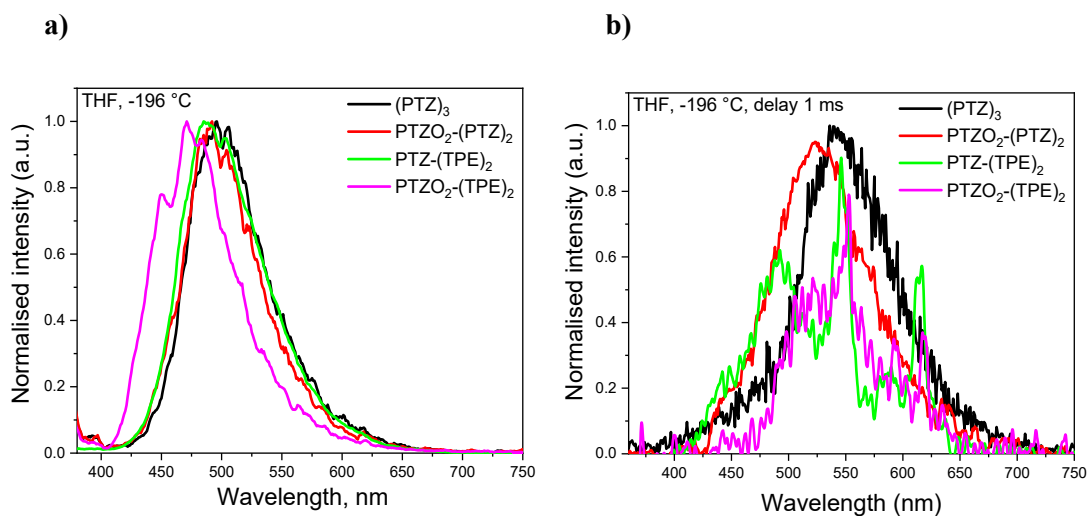 a)
THF, -196 °C
(PTZ)₃
PTZO₂-(PTZ)₂
PTZ-(TPE)₂
PTZO₂-(TPE)₂
Normalised intensity (a.u.)
1.0
0.8
0.6
0.4
0.2
0.0
400 450 500 550 600 650 700 750
Wavelength, nm
b)
THF, -196 °C, delay 1 ms
(PTZ)₃
PTZO₂-(PTZ)₂
PTZ-(TPE)₂
PTZO₂-(TPE)₂
Normalised intensity (a.u.)
1.0
0.8
0.6
0.4
0.2
0.0
400 450 500 550 600 650 700 750
Wavelength (nm)